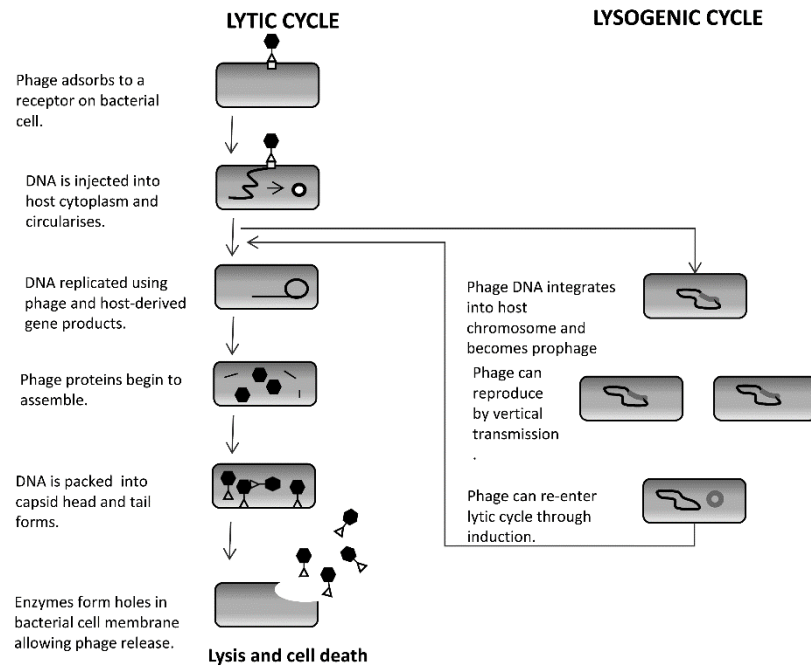 LYTIC CYCLE
LYSOGENIC CYCLE
Phage adsorbs to a
receptor on bacterial
cell.
DNA is injected into
host cytoplasm and
circularises.
DNA replicated using
phage and host-derived
gene products.
Phage proteins begin to
assemble.
DNA is packed into
capsid head and tail
forms.
Enzymes form holes in
bacterial cell membrane
allowing phage release.
Lysis and cell death
Phage DNA integrates
into host
chromosome and
becomes prophage
Phage can
reproduce
by vertical
transmission
.
Phage can re-enter
lytic cycle through
induction.